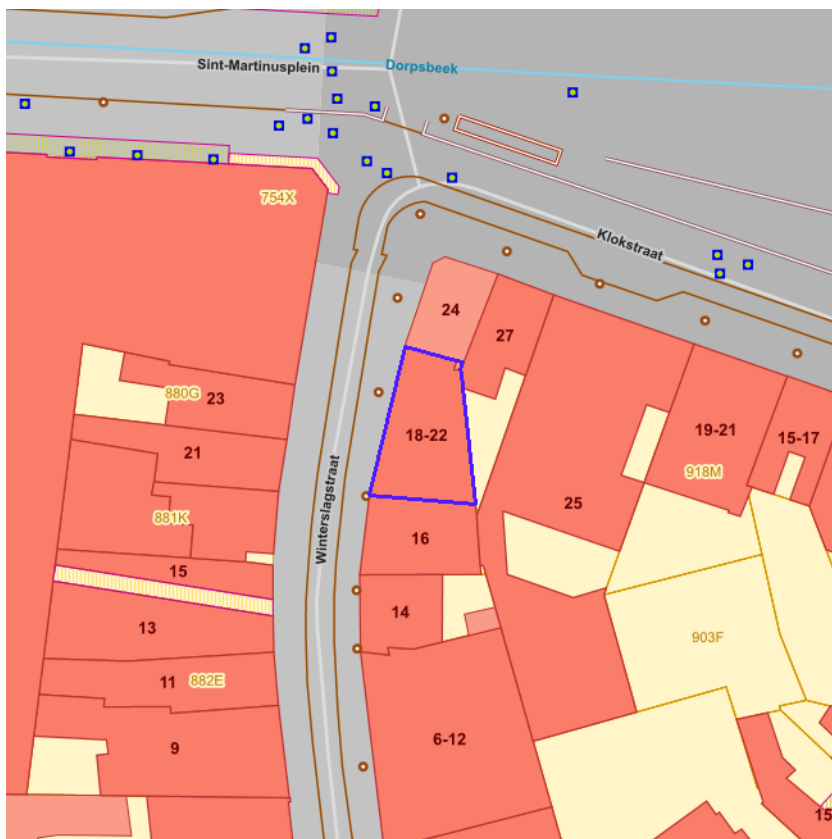 Sint-Martinusplein
Dorpsbeek
754X
Klokstraat
24
27
880G
23
18-22
19-21
15-17
21
918M
25
881K
Winterslagstraat
16
15
14
13
903F
11
882E
9
6-12
15